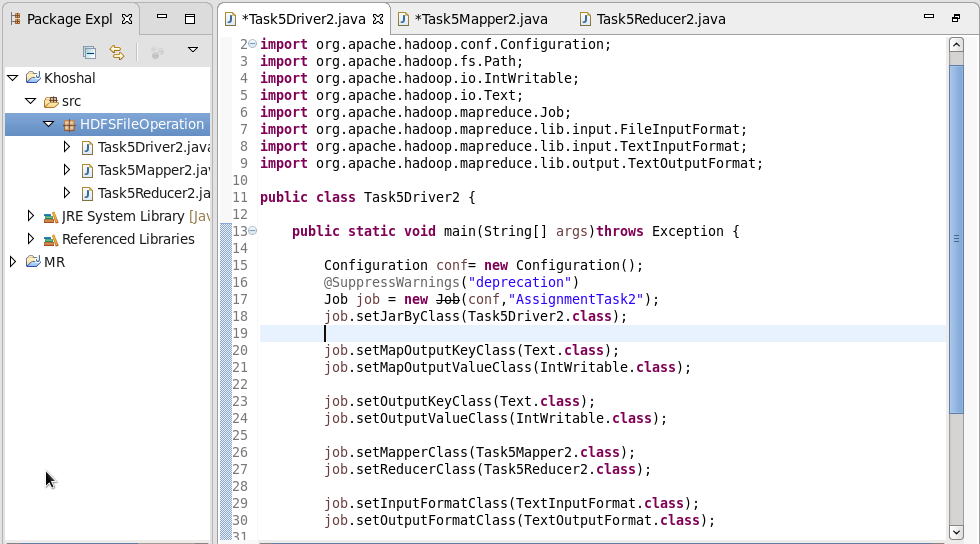 Package Expl
Khoshal
src
HDFSFileOperation
Task5Driver2.java
Task5Mapper2.ja
Task5Reducer2.ja
JRE System Library [Jav
Referenced Libraries
MR
*Task5Driver2.java
*Task5Mapper2.java
Task5Reducer2.java
2 import org.apache.hadoop.conf.Configuration;
3 import org.apache.hadoop.fs.Path;
4 import org.apache.hadoop.io.IntWritable;
5 import org.apache.hadoop.io.Text;
6 import org.apache.hadoop.mapreduce.Job;
7 import org.apache.hadoop.mapreduce.lib.input.FileInputFormat;
8 import org.apache.hadoop.mapreduce.lib.input.TextInputFormat;
9 import org.apache.hadoop.mapreduce.lib.output.TextOutputFormat;
10
11 public class Task5Driver2 {
12
13 public static void main(String[] args)throws Exception {
14
15 Configuration conf= new Configuration();
16 @SuppressWarnings("deprecation")
17 Job job = new Job(conf,"AssignmentTask2");
18 job.setJarByClass(Task5Driver2.class);
19
20 job.setMapOutputKeyClass(Text.class);
21 job.setMapOutputValueClass(IntWritable.class);
22
23 job.setOutputKeyClass(Text.class);
24 job.setOutputValueClass(IntWritable.class);
25
26 job.setMapperClass(Task5Mapper2.class);
27 job.setReducerClass(Task5Reducer2.class);
28
29 job.setInputFormatClass(TextInputFormat.class);
30 job.setOutputFormatClass(TextOutputFormat.class);
31